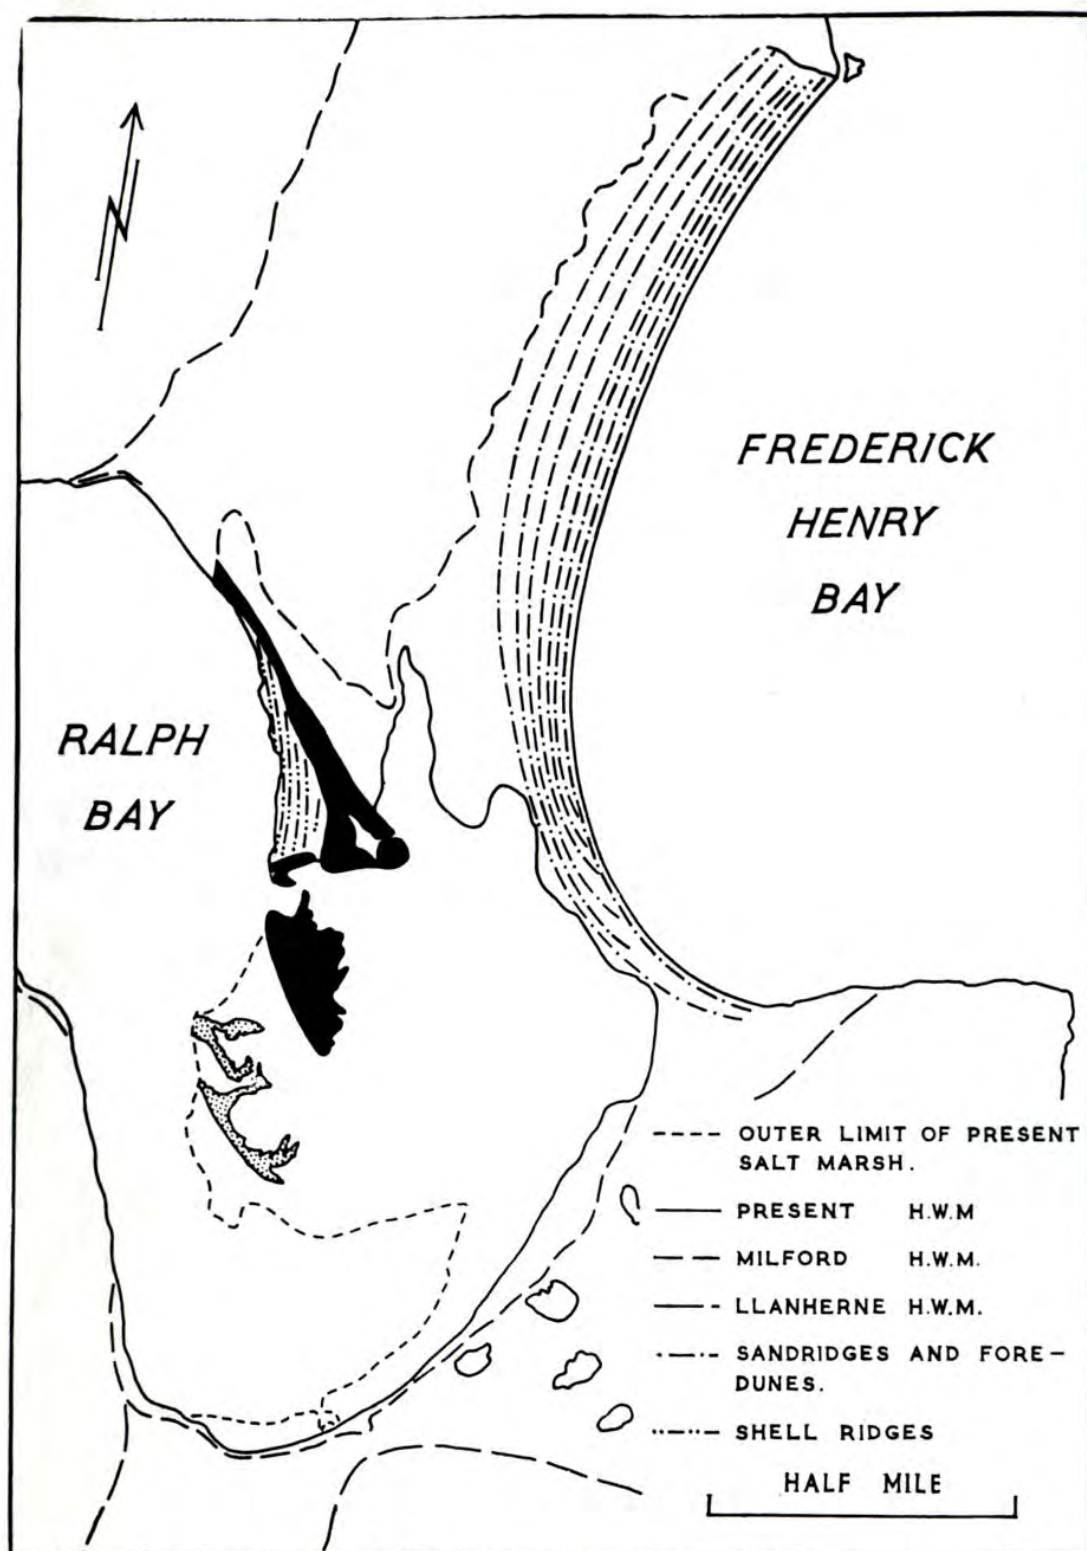 FREDERICK
HENRY
BAY
RALPH
BAY
OUTER LIMIT OF PRESENT
SALT MARSH.
PRESENT H.W.M
MILFORD H.W.M.
LLANHERNE H.W.M.
SANDRIDGES AND FORE-
DUNES.
SHELL RIDGES
HALF MILE